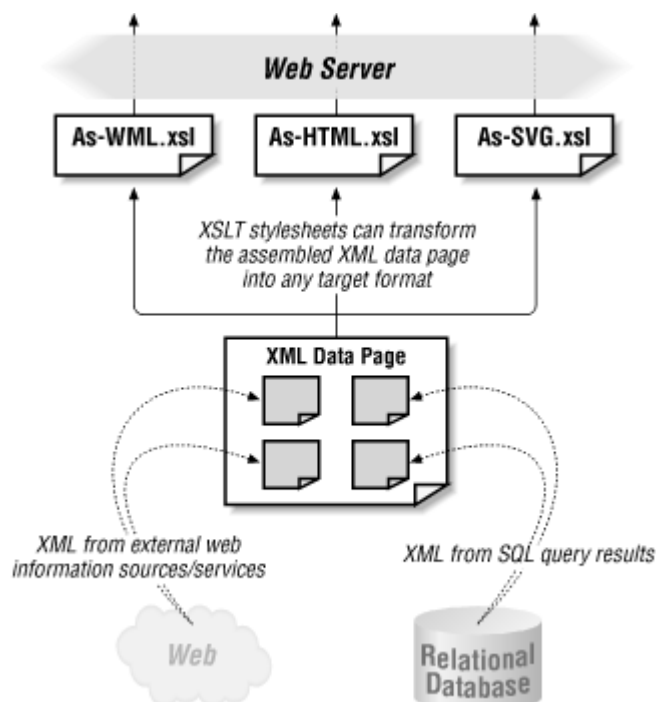 Web Server
As-WML.xsl
As-HTML.xsl
As-SVG.xsl
XSLT stylesheets can transform
the assembled XML data page
into any target format
XML Data Page
XML from external web
information sources/services
XML from SQL query results
Web
Relational
Database